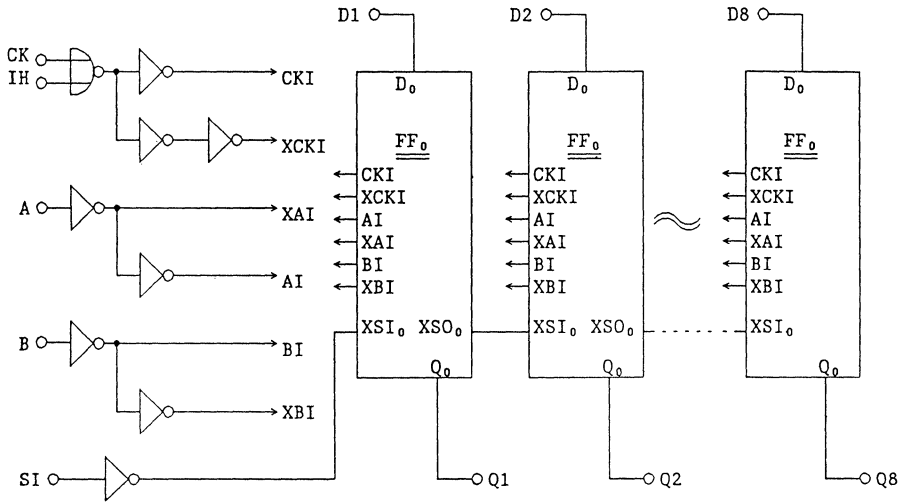 D1
D2
D8
CK
IH
CKI
XCKI
A
XAI
AI
B
BI
XBI
SI
D₀
FF₀
CKI
XCKI
AI
XAI
BI
XBI
XSI₀ XSO₀
Q₀
Q1
D₀
FF₀
CKI
XCKI
AI
XAI
BI
XBI
XSI₀ XSO₀
Q₀
Q2
D₀
FF₀
CKI
XCKI
AI
XAI
BI
XBI
XSI₀
Q₀
Q8